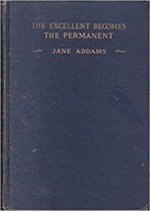 THE EXCELLENT BECOMES
THE PERMANENT
JANE ADDAMS